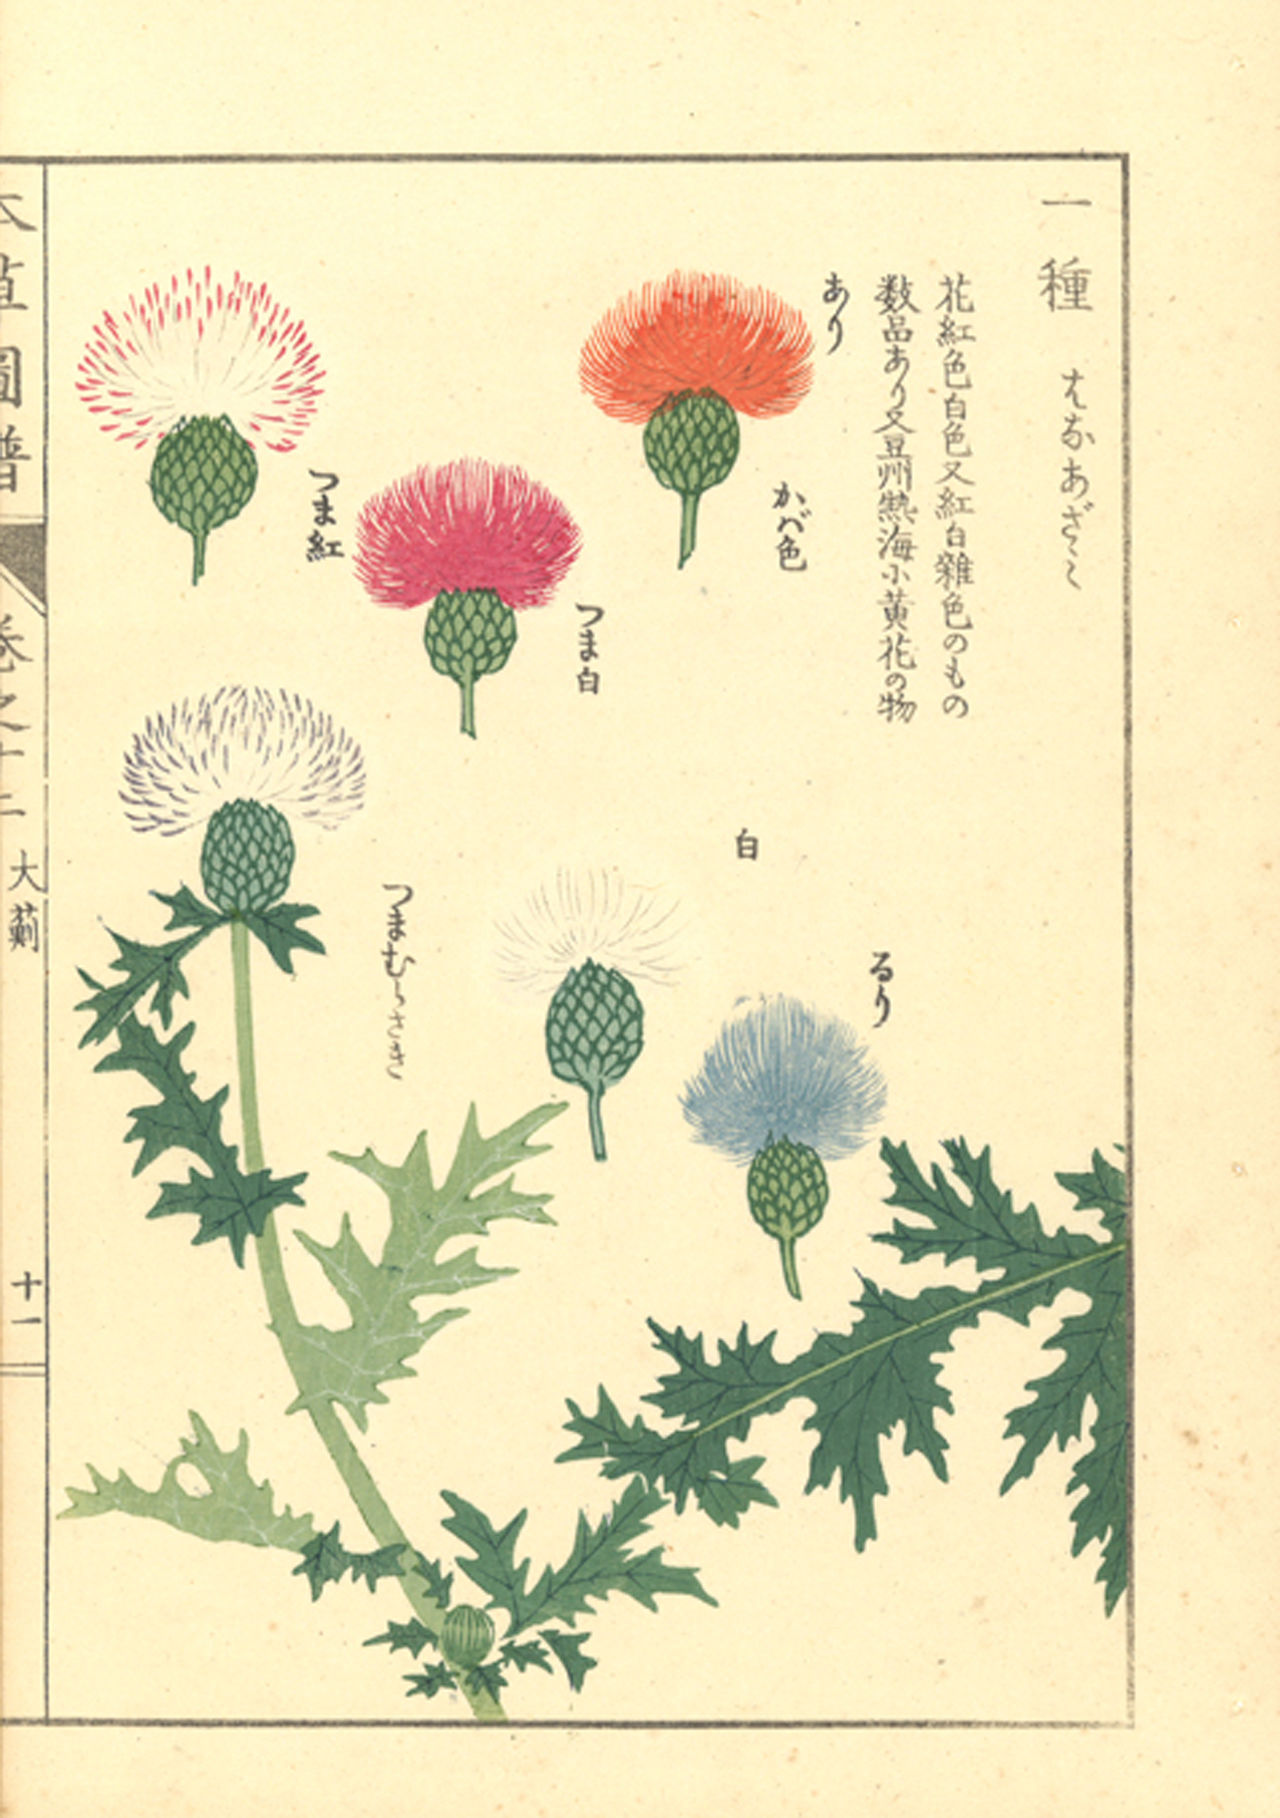 一種 はなあざミ
花紅色白色又紅白雑色のもの
数品あり又豆州熱海小黄花の物
あり
かば色
つま白
つま紅
白
るり
つまむらさき
本草圖譜
巻之十二
大薊
十一